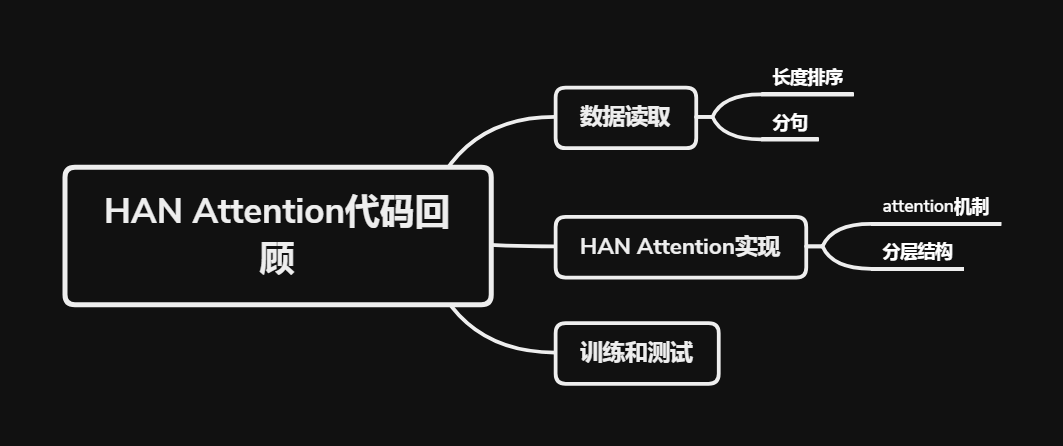 HAN Attention代码回
顾
数据读取
长度排序
分句
HAN Attention实现
attention机制
分层结构
训练和测试